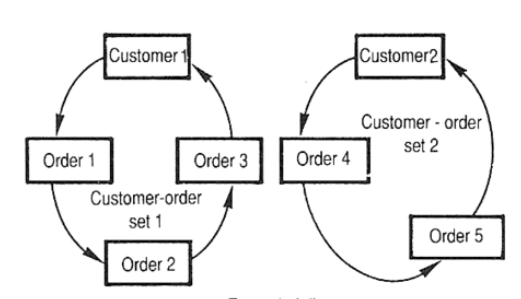 Customer 1
Customer2
Order 1
Order 3
Customer-order
set 1
Order 2
Order 4
Customer - order
set 2
Order 5